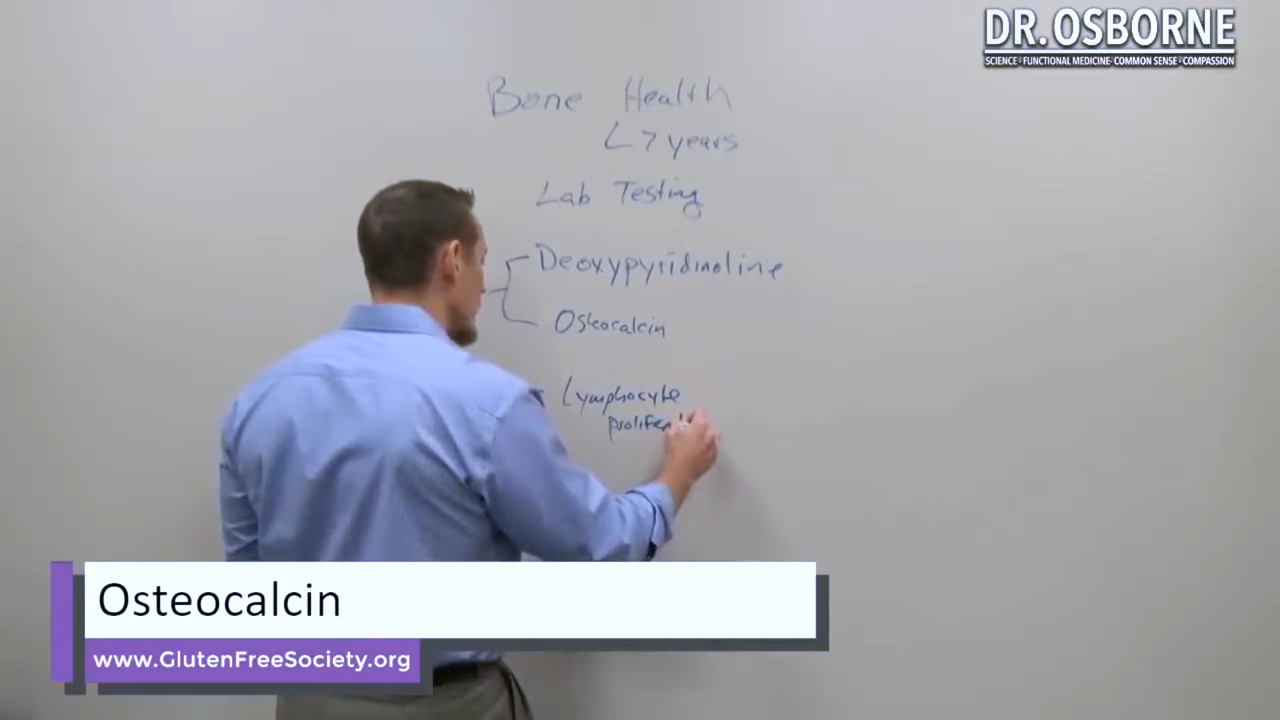 DR. OSBORNE
SCIENCE - FUNCTIONAL MEDICINE - COMMON SENSE - COMPASSION
Bone Health
L 7 years
Lab Testing
Deoxypyridinoline
Osteocalcin
Lymphocyte
Osteocalcin
www.GlutenFreeSociety.org